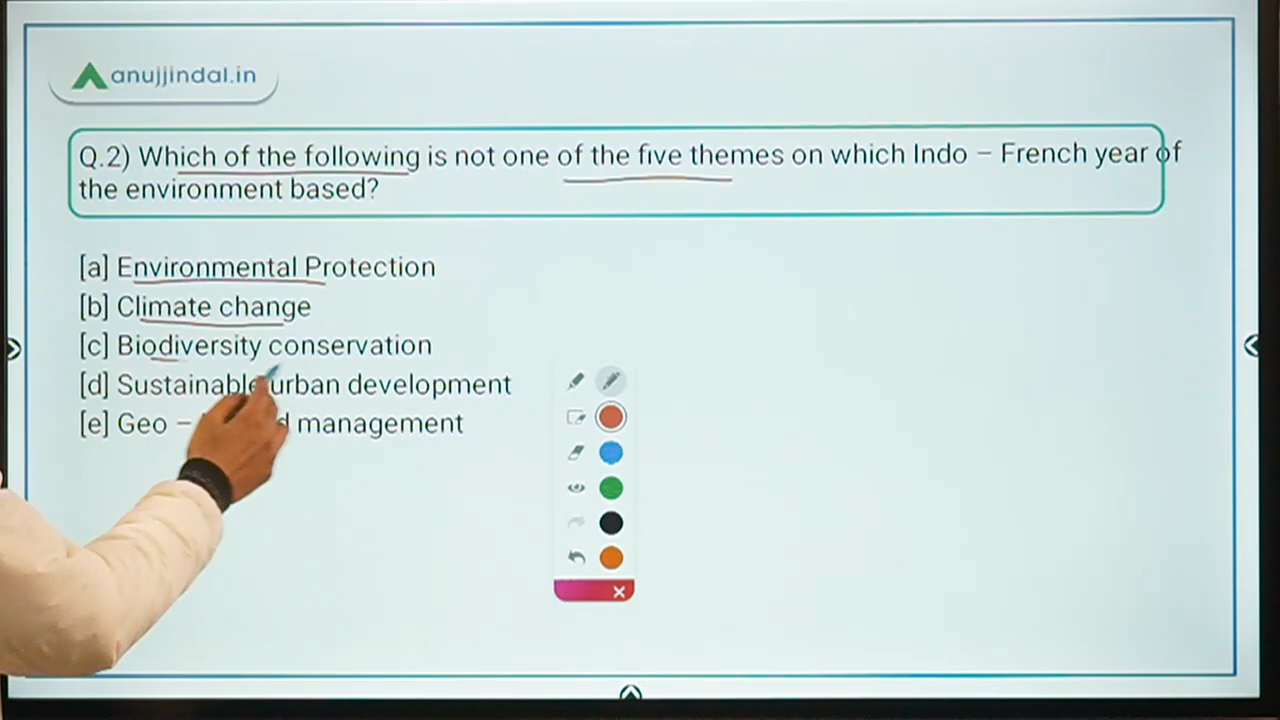 anujjindal.in
Q.2) Which of the following is not one of the five themes on which Indo – French year of
the environment based?
[a] Environmental Protection
[b] Climate change
[c] Biodiversity conservation
[d] Sustainable urban development
[e] Geo – management